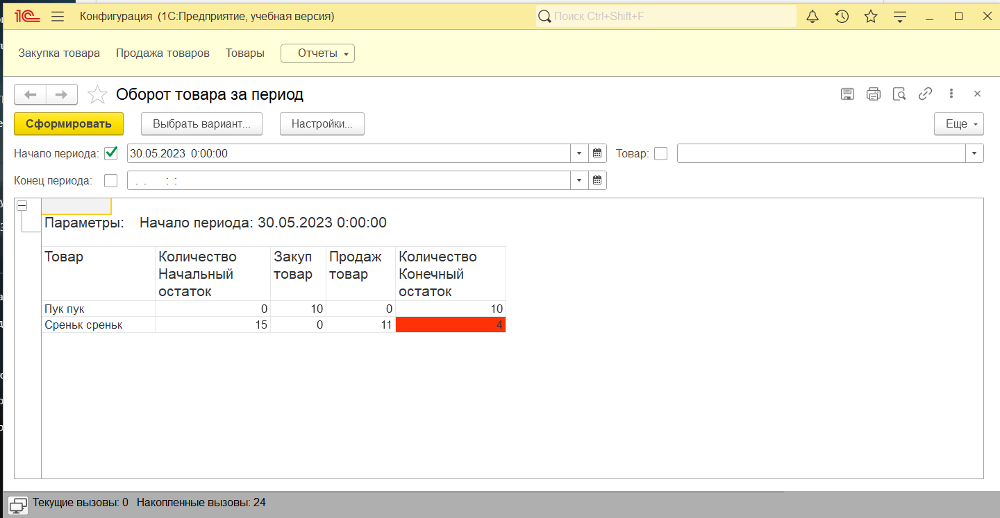 1С Конфигурация (1С:Предприятие, учебная версия) Поиск Ctrl+Shift+F
Закупка товара Продажа товаров Товары Отчеты
Оборот товара за период
Сформировать Выбрать вариант... Настройки... Еще
Начало периода: 30.05.2023 0:00:00 Товар:
Конец периода: . . : :
Параметры: Начало периода: 30.05.2023 0:00:00
Товар Количество Закуп Продаж Количество
Начальный товар товар Конечный
остаток остаток
Пук пук 0 10 0 10
Среньк среньк 15 0 11 4
Текущие вызовы: 0 Накопленные вызовы: 24